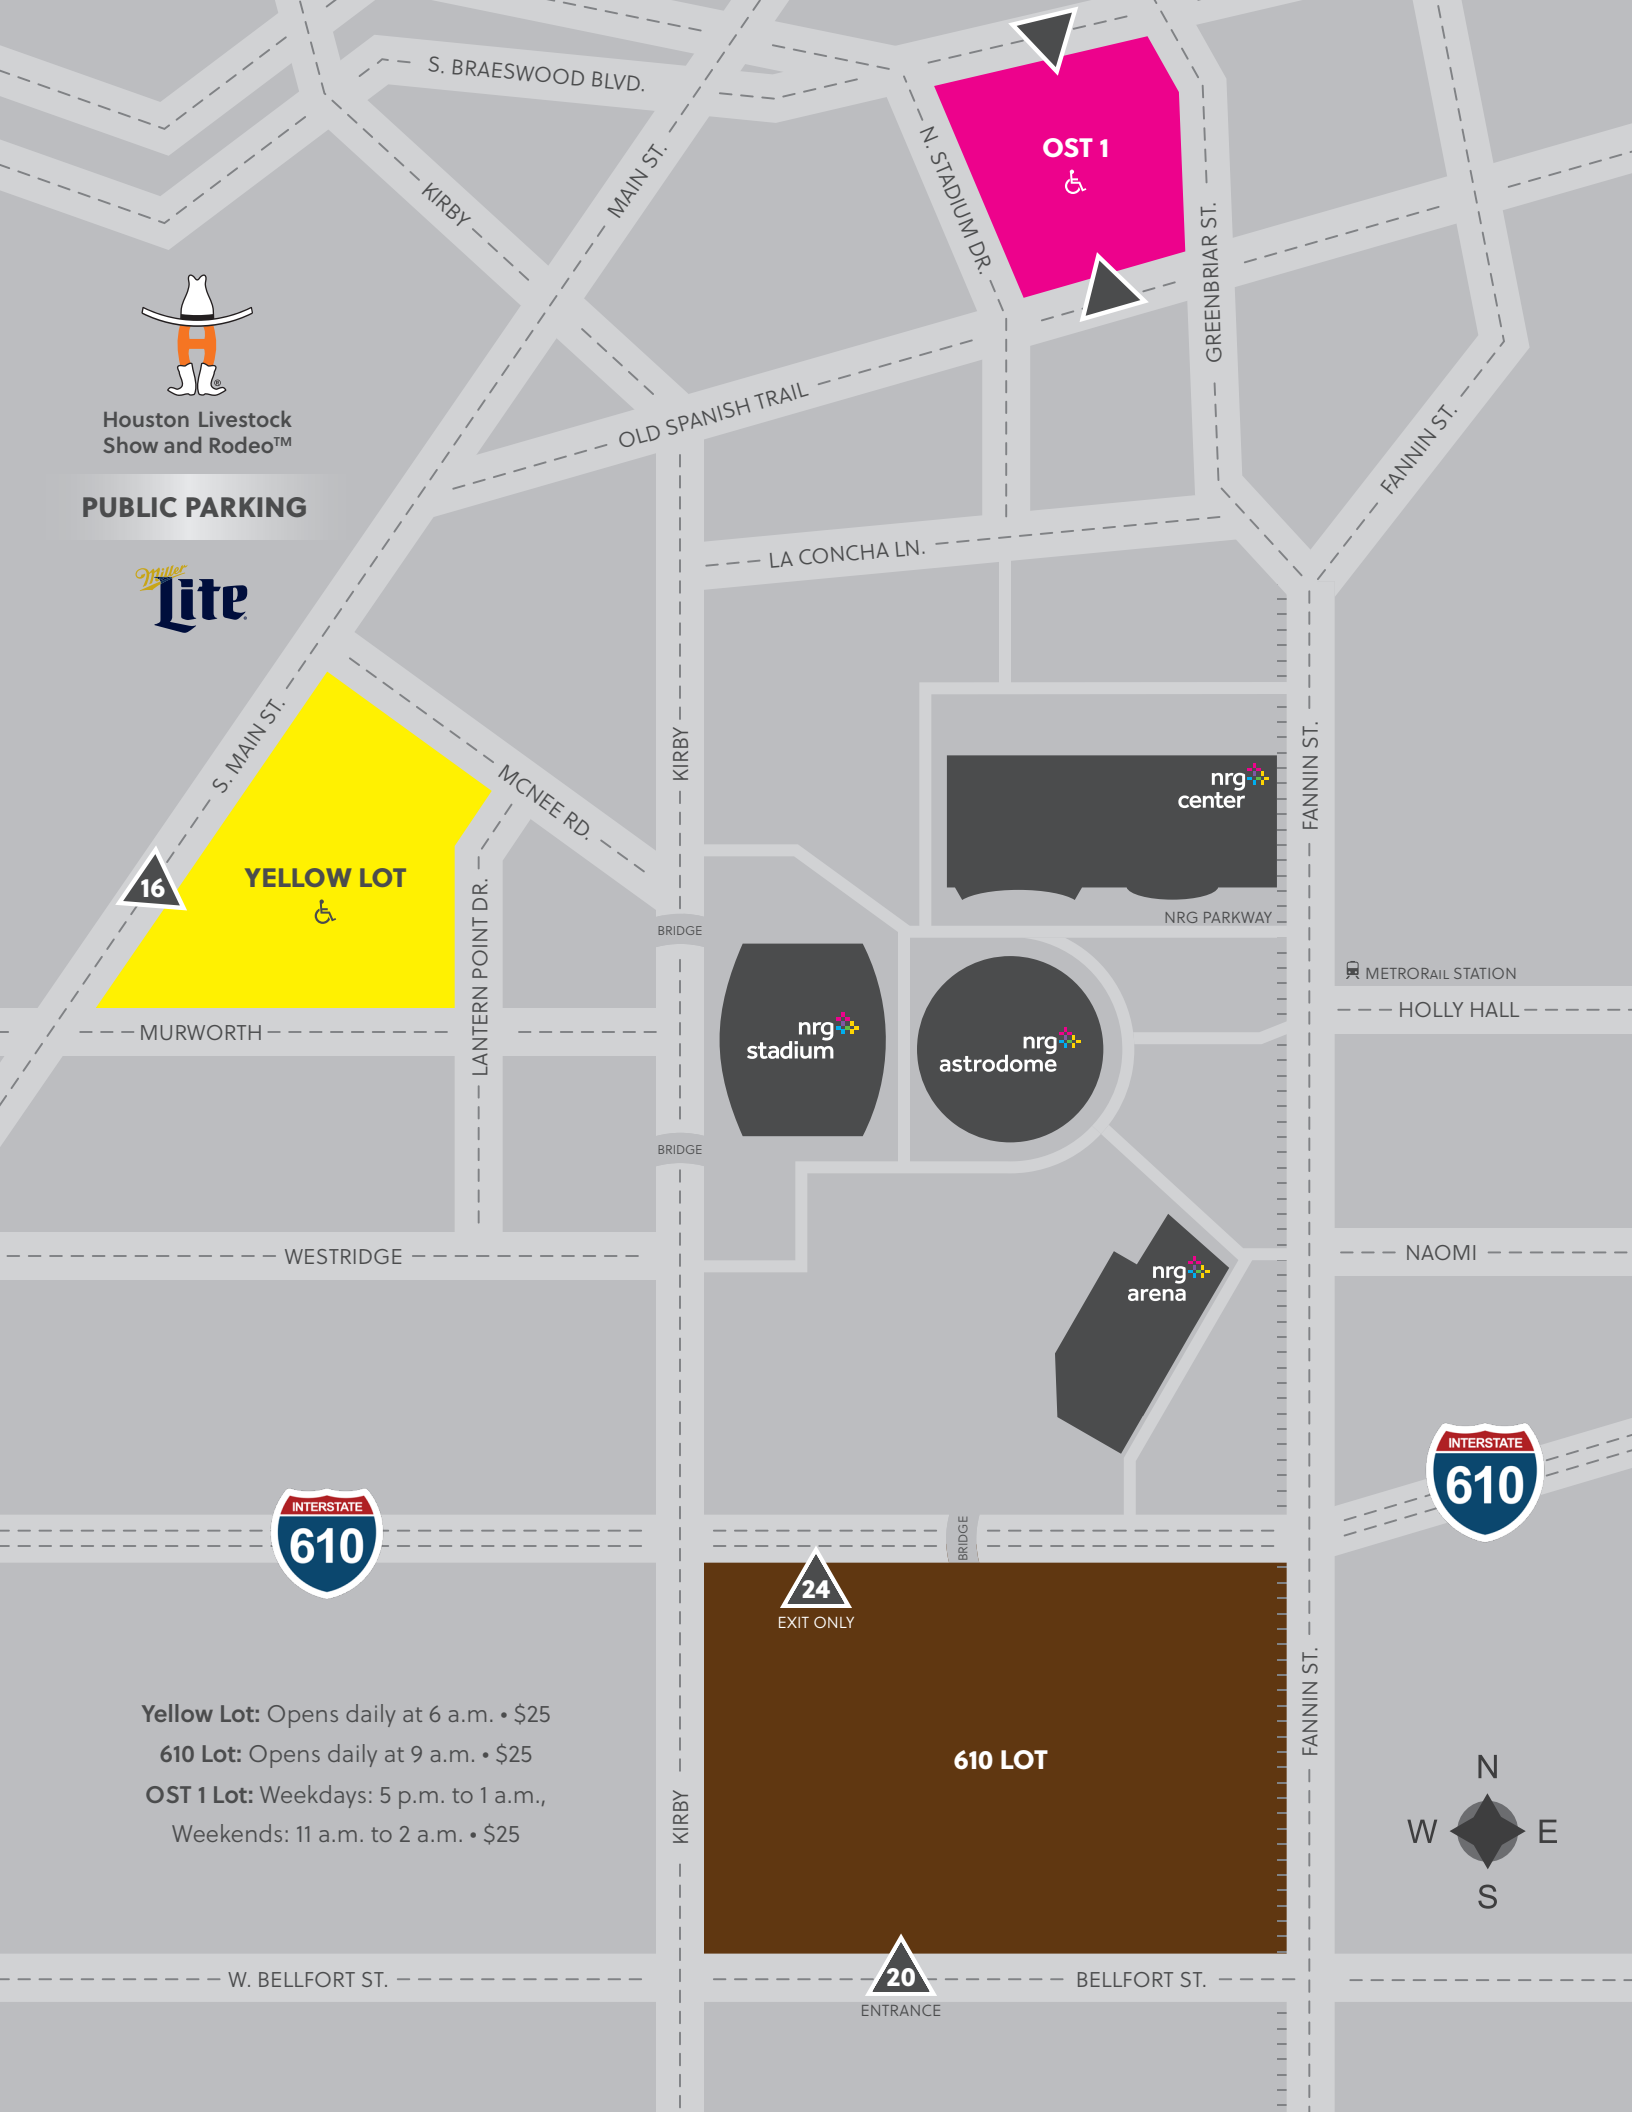 S. BRAESWOOD BLVD.
OST 1
N. STADIUM DR.
MAIN ST.
KIRBY
GREENBRIAR ST.
Houston Livestock
Show and Rodeo™
PUBLIC PARKING
Miller
Lite
OLD SPANISH TRAIL
FANNIN ST.
LA CONCHA LN.
S. MAIN ST.
MCNEE RD.
KIRBY
FANNIN ST.
nrg
center
YELLOW LOT
16
LANTERN POINT DR.
BRIDGE
NRG PARKWAY
METRORAIL STATION
HOLLY HALL
MURWORTH
nrg
stadium
nrg
astrodome
BRIDGE
WESTRIDGE
NAOMI
nrg
arena
INTERSTATE
610
INTERSTATE
610
BRIDGE
24
EXIT ONLY
FANNIN ST.
Yellow Lot: Opens daily at 6 a.m. • $25
610 Lot: Opens daily at 9 a.m. • $25
OST 1 Lot: Weekdays: 5 p.m. to 1 a.m.,
Weekends: 11 a.m. to 2 a.m. • $25
610 LOT
KIRBY
N
W
E
S
W. BELLFORT ST.
20
BELLFORT ST.
ENTRANCE